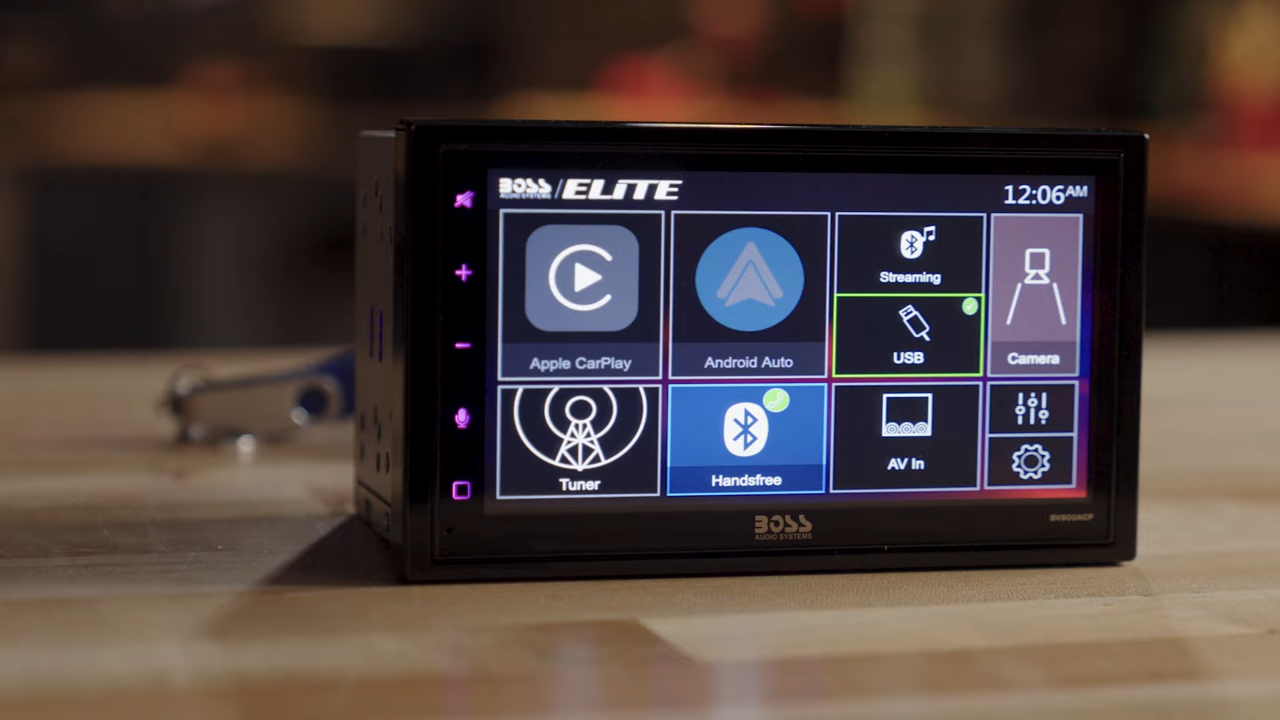 BOSS
AUDIO SYSTEMS
/ELITE
12:06AM
Apple CarPlay
Android Auto
Streaming
USB
Camera
Tuner
Handsfree
AV In
BOSS
AUDIO SYSTEMS